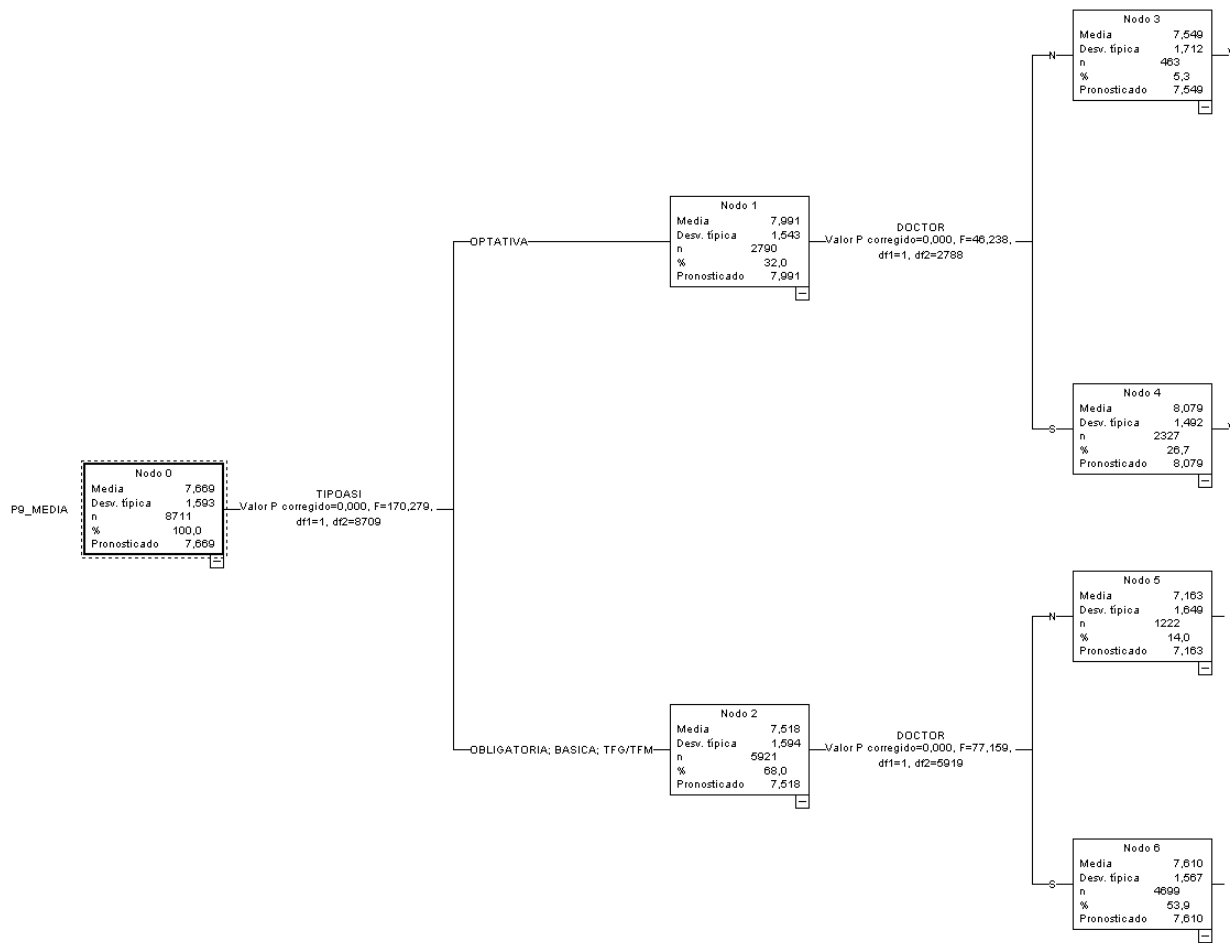 P9_MEDIA
Nodo 0
Media 7,669
Desv. típica 1,593
n 8711
% 100,0
Pronosticado 7,669
TIPOASI
Valor P corregido=0,000, F=170,279,
df1=1, df2=8709
OPTATIVA
Nodo 1
Media 7,991
Desv. típica 1,543
n 2790
% 32,0
Pronosticado 7,991
DOCTOR
Valor P corregido=0,000, F=46,238,
df1=1, df2=2788
N
Nodo 3
Media 7,549
Desv. típica 1,712
n 463
% 5,3
Pronosticado 7,549
S
Nodo 4
Media 8,079
Desv. típica 1,492
n 2327
% 26,7
Pronosticado 8,079
OBLIGATORIA; BASICA; TFG/TFM
Nodo 2
Media 7,518
Desv. típica 1,594
n 5921
% 68,0
Pronosticado 7,518
DOCTOR
Valor P corregido=0,000, F=77,159,
df1=1, df2=5919
N
Nodo 5
Media 7,163
Desv. típica 1,649
n 1222
% 14,0
Pronosticado 7,163
S
Nodo 6
Media 7,610
Desv. típica 1,567
n 4699
% 53,9
Pronosticado 7,610